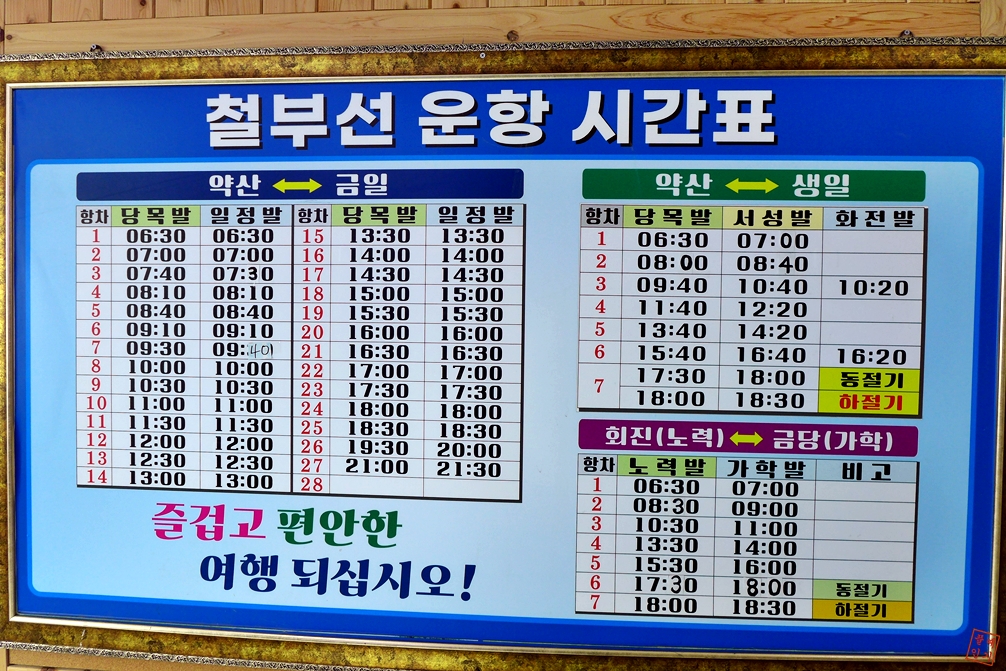 철부선 운항 시간표
약산 ↔ 금일
항차 당목발 일정발 항차 당목발 일정발
1 06:30 06:30 15 13:30 13:30
2 07:00 07:00 16 14:00 14:00
3 07:40 07:30 17 14:30 14:30
4 08:10 08:10 18 15:00 15:00
5 08:40 08:40 19 15:30 15:30
6 09:10 09:10 20 16:00 16:00
7 09:30 09:40 21 16:30 16:30
8 10:00 10:00 22 17:00 17:00
9 10:30 10:30 23 17:30 17:30
10 11:00 11:00 24 18:00 18:00
11 11:30 11:30 25 18:30 18:30
12 12:00 12:00 26 19:30 20:00
13 12:30 12:30 27 21:00 21:30
14 13:00 13:00 28
즐겁고 편안한
여행 되십시오!
약산 ↔ 생일
항차 당목발 서성발 화전발
1 06:30 07:00
2 08:00 08:40
3 09:40 10:40 10:20
4 11:40 12:20
5 13:40 14:20
6 15:40 16:40 16:20
7 17:30 18:00 동절기
18:00 18:30 하절기
회진(노력) ↔ 금당(가학)
항차 노력발 가학발 비고
1 06:30 07:00
2 08:30 09:00
3 10:30 11:00
4 13:30 14:00
5 15:30 16:00
6 17:30 18:00 동절기
7 18:00 18:30 하절기